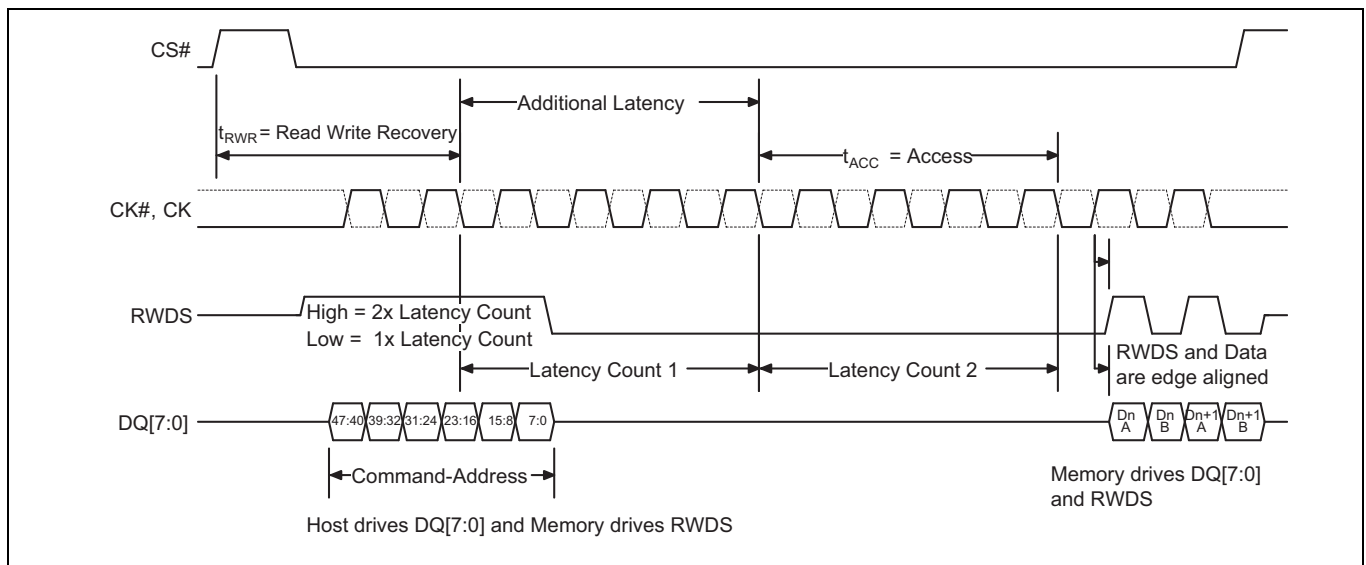 CS#
Additional Latency
tRWR = Read Write Recovery
tACC = Access
CK#, CK
RWDS
High = 2x Latency Count
Low = 1x Latency Count
RWDS and Data
are edge aligned
Latency Count 1
Latency Count 2
DQ[7:0]
47:40 39:32 31:24 23:16 15:8 7:0
Dn Dn Dn+1 Dn+1
A B A B
Command-Address
Memory drives DQ[7:0]
and RWDS
Host drives DQ[7:0] and Memory drives RWDS